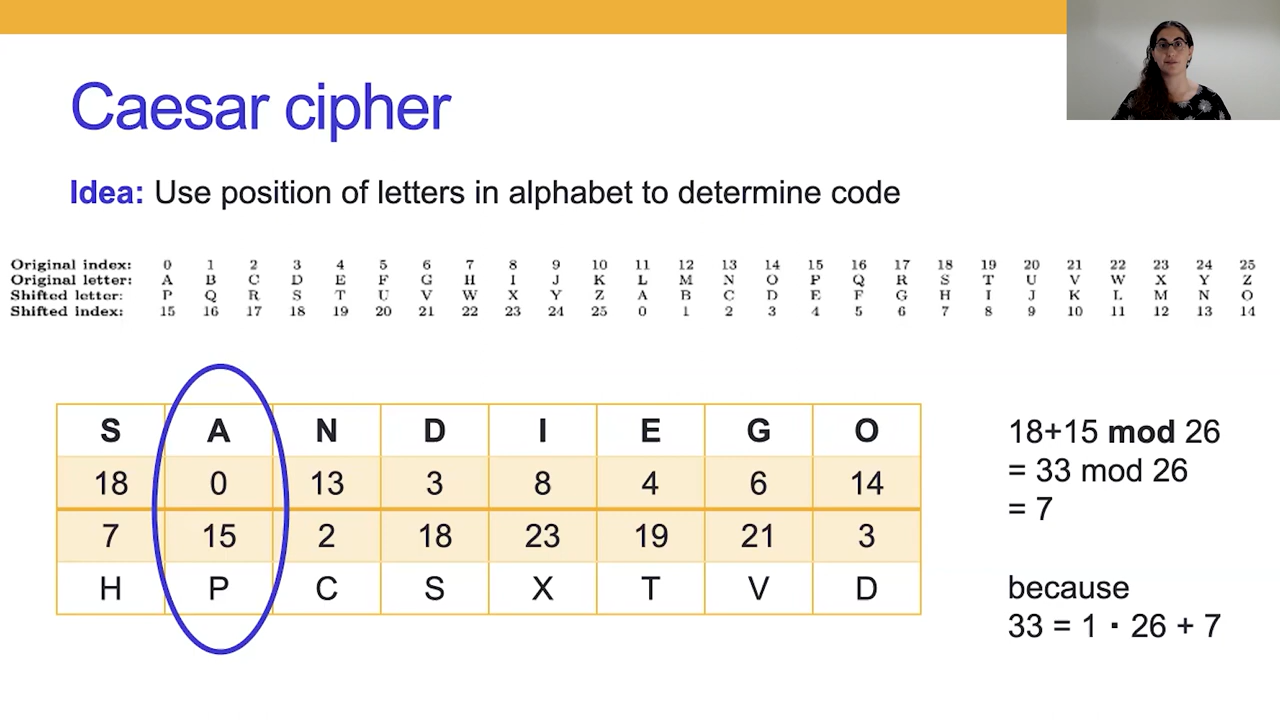 Caesar cipher
Idea: Use position of letters in alphabet to determine code
Original index: 0 1 2 3 4 5 6 7 8 9 10 11 12 13 14 15 16 17 18 19 20 21 22 23 24 25
Original letter: A B C D E F G H I J K L M N O P Q R S T U V W X Y Z
Shifted letter: P Q R S T U V W X Y Z A B C D E F G H I J K L M N O
Shifted index: 15 16 17 18 19 20 21 22 23 24 25 0 1 2 3 4 5 6 7 8 9 10 11 12 13 14
S A N D I E G O
18 0 13 3 8 4 6 14
7 15 2 18 23 19 21 3
H P C S X T V D
18+15 mod 26
= 33 mod 26
= 7
because
33 = 1 · 26 + 7